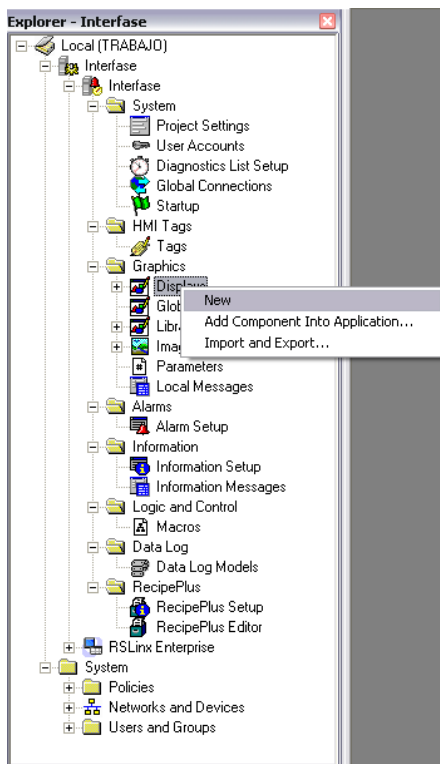 Explorer - Interfase
Local (TRABAJO)
Interfase
Interfase
System
Project Settings
User Accounts
Diagnostics List Setup
Global Connections
Startup
HMI Tags
Tags
Graphics
Displays
New
Add Component Into Application...
Import and Export...
Parameters
Local Messages
Alarms
Alarm Setup
Information
Information Setup
Information Messages
Logic and Control
Macros
Data Log
Data Log Models
RecipePlus
RecipePlus Setup
RecipePlus Editor
RSLinx Enterprise
System
Policies
Networks and Devices
Users and Groups